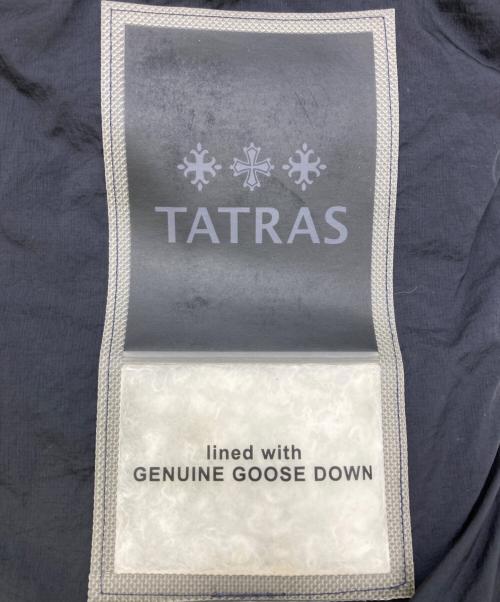 TATRAS
lined with
GENUINE GOOSE DOWN